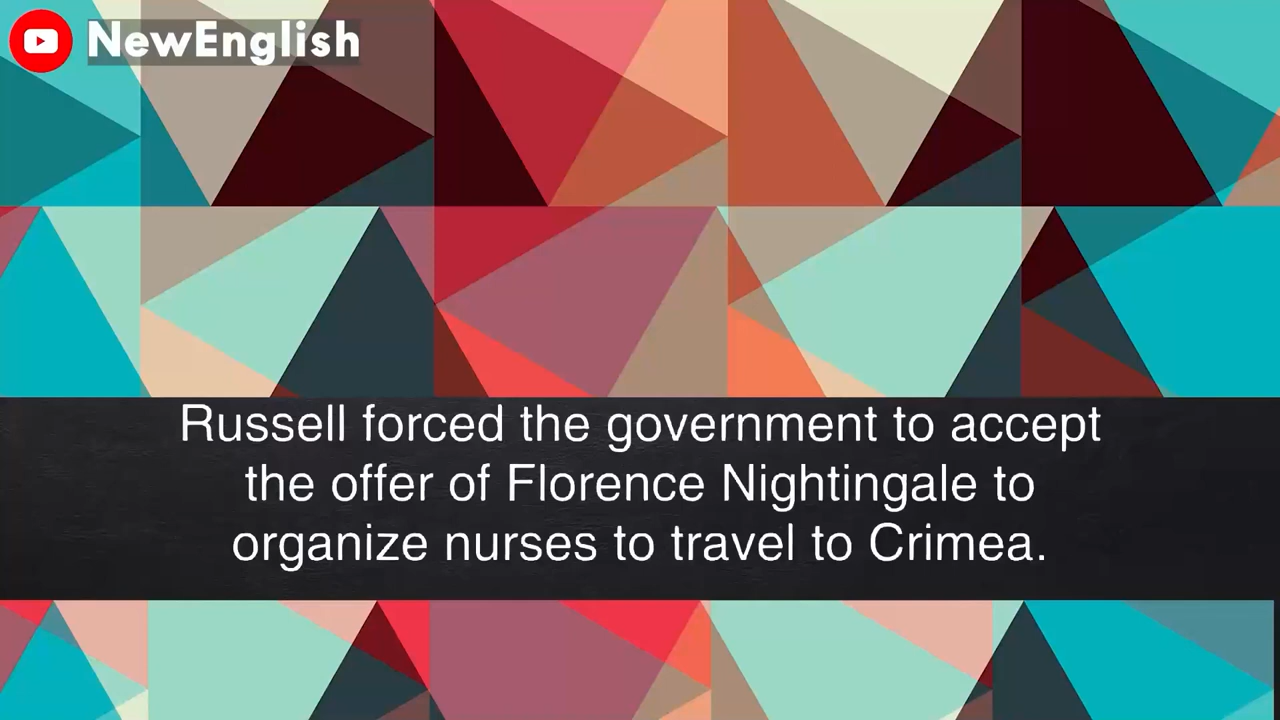 NewEnglish
Russell forced the government to accept
the offer of Florence Nightingale to
organize nurses to travel to Crimea.